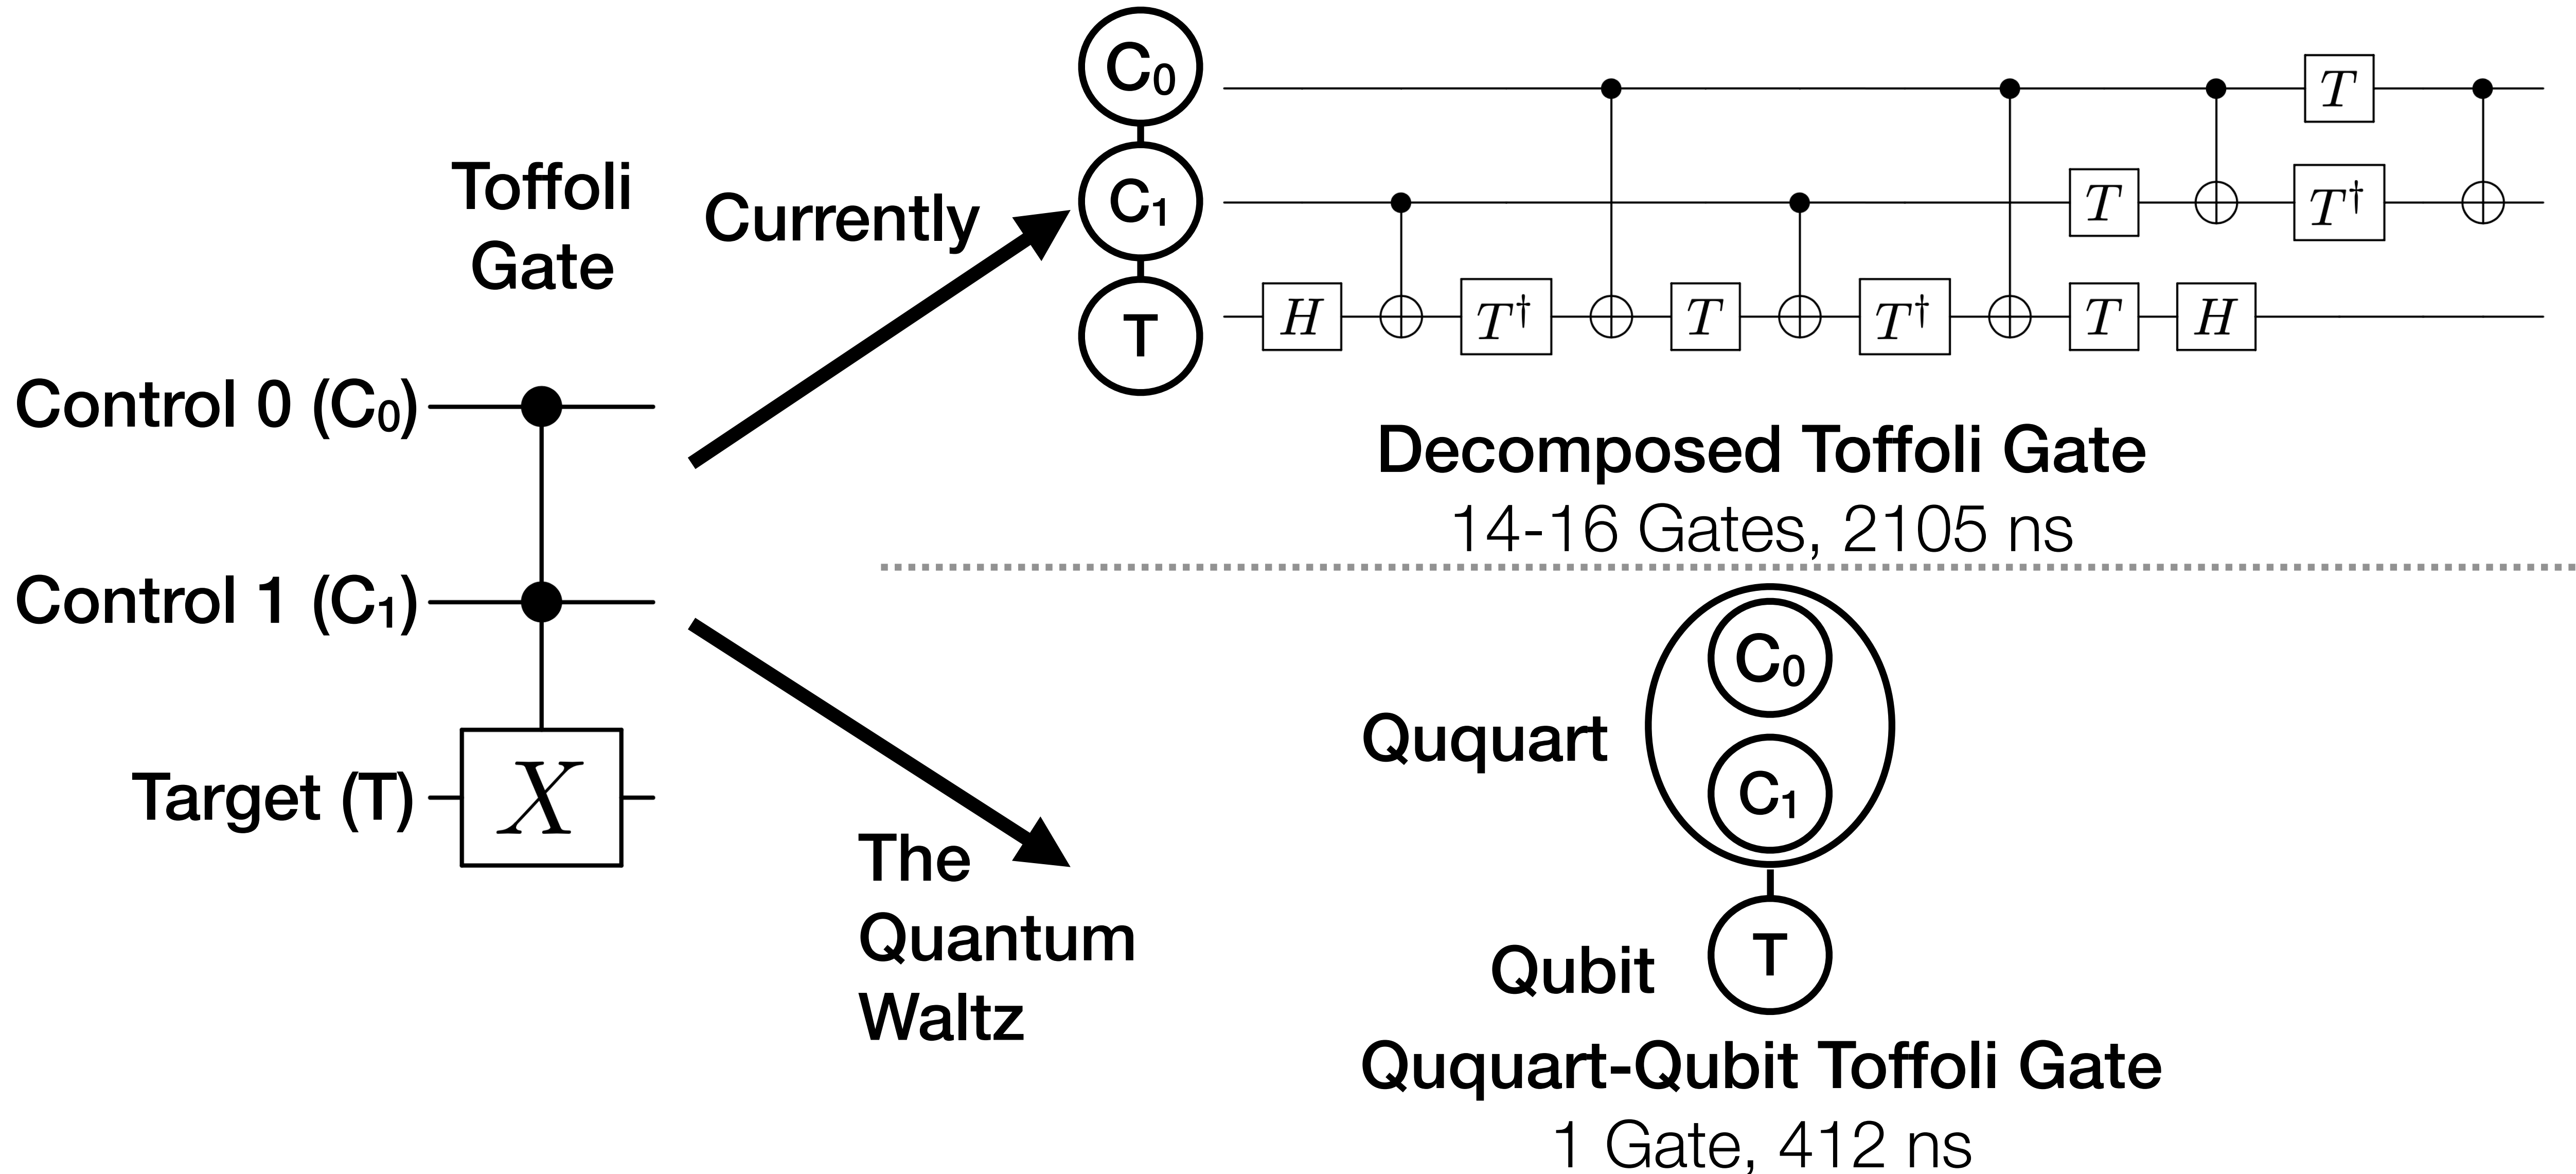 Toffoli
Gate
Control 0 (C₀)
Control 1 (C₁)
Target (T)
X
Currently
C₀
C₁
T
T
T T†
H T† T T† T H
Decomposed Toffoli Gate
14-16 Gates, 2105 ns
The
Quantum
Waltz
Ququart
C₀
C₁
Qubit
T
Ququart-Qubit Toffoli Gate
1 Gate, 412 ns